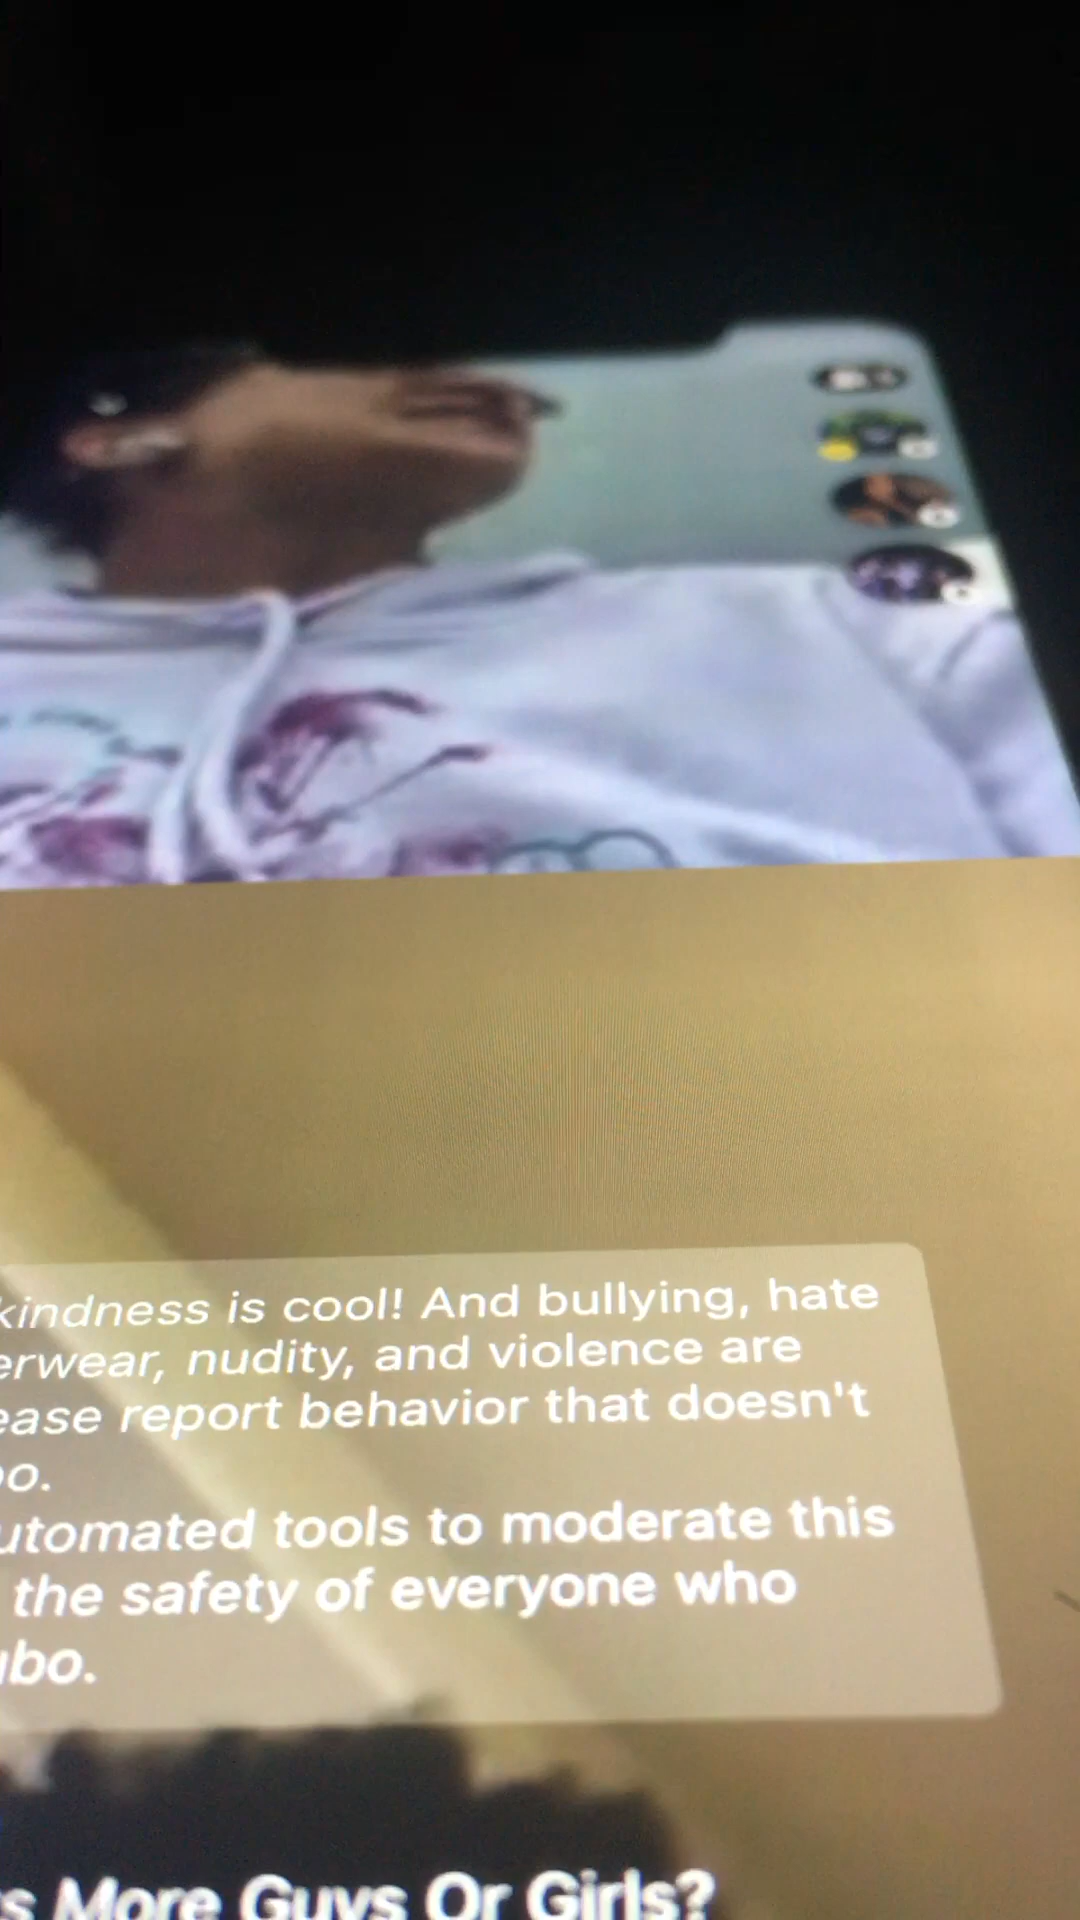 kindness is cool! And bullying, hate
erwear, nudity, and violence are
ease report behavior that doesn't
bo.
utomated tools to moderate this
the safety of everyone who
ubo.
s More Guys Or Girls?